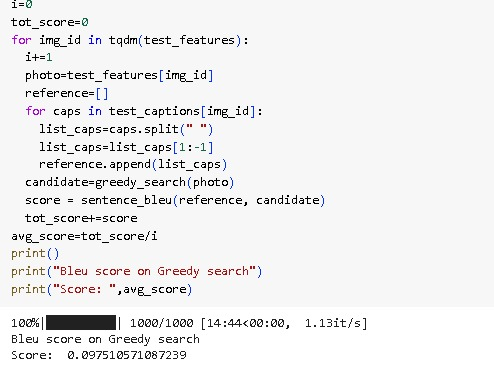 i=0
tot_score=0
for img_id in tqdm(test_features):
  i+=1
  photo=test_features[img_id]
  reference=[]
  for caps in test_captions[img_id]:
    list_caps=caps.split(" ")
    list_caps=list_caps[1:-1]
    reference.append(list_caps)
  candidate=greedy_search(photo)
  score = sentence_bleu(reference, candidate)
  tot_score+=score
avg_score=tot_score/i
print()
print("Bleu score on Greedy search")
print("Score: ",avg_score)
100%|██████████| 1000/1000 [14:44<00:00,  1.13it/s]
Bleu score on Greedy search
Score:  0.097510571087239